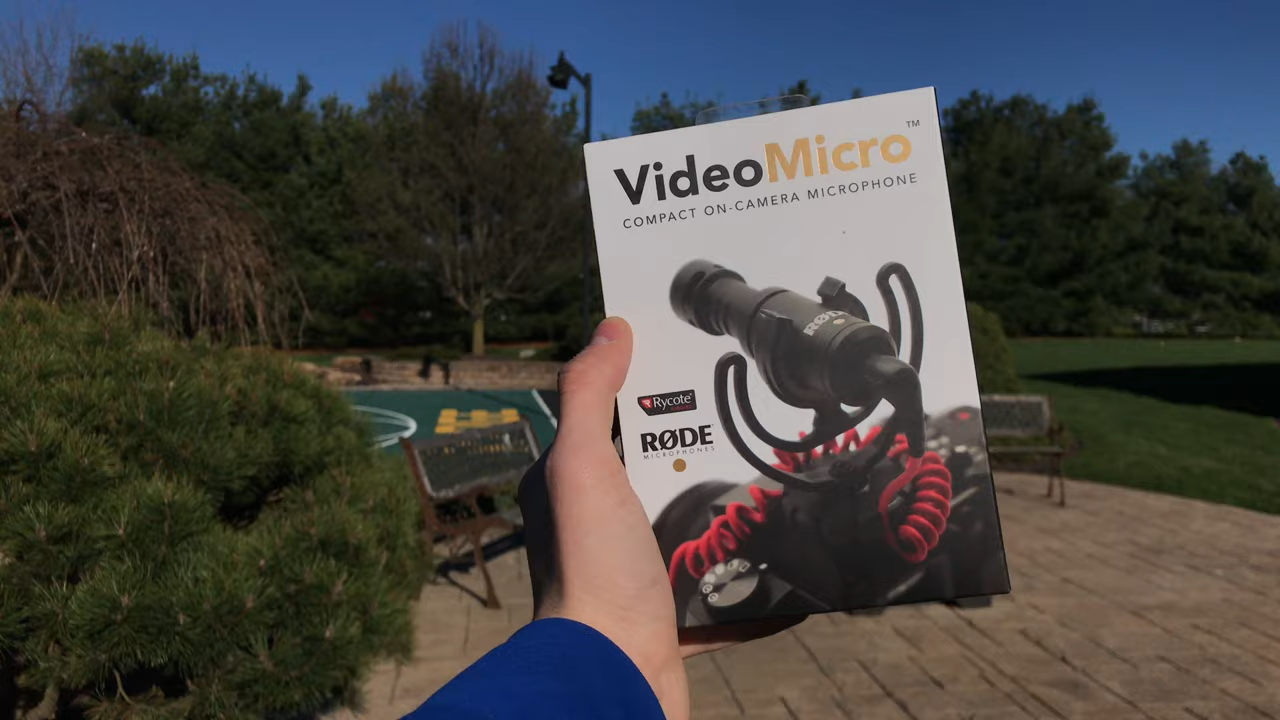 VideoMicro™
COMPACT ON-CAMERA MICROPHONE
RØDE
Rycote
RØDE
MICROPHONES